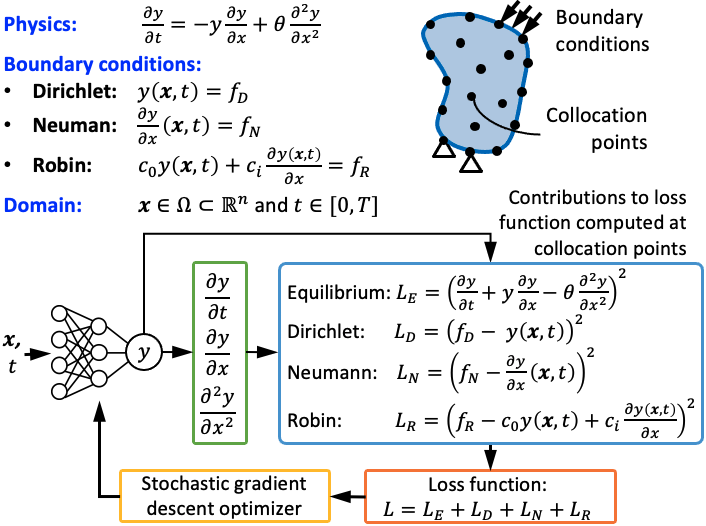 Physics: ∂y/∂t = −y ∂y/∂x + θ ∂²y/∂x²
Boundary conditions:
• Dirichlet: y(𝒙, t) = f_D
• Neuman: ∂y/∂x (𝒙, t) = f_N
• Robin: c₀y(𝒙, t) + c_i ∂y(𝒙,t)/∂x = f_R
Domain: 𝒙 ∈ Ω ⊂ ℝⁿ and t ∈ [0, T]
Boundary
conditions
Collocation
points
Contributions to loss
function computed at
collocation points
𝒙,
t
y
∂y/∂t
∂y/∂x
∂²y/∂x²
Equilibrium: L_E = (∂y/∂t + y ∂y/∂x − θ ∂²y/∂x²)²
Dirichlet: L_D = (f_D − y(𝒙, t))²
Neumann: L_N = (f_N − ∂y/∂x (𝒙, t))²
Robin: L_R = (f_R − c₀y(𝒙, t) + c_i ∂y(𝒙,t)/∂x)²
Stochastic gradient
descent optimizer
Loss function:
L = L_E + L_D + L_N + L_R